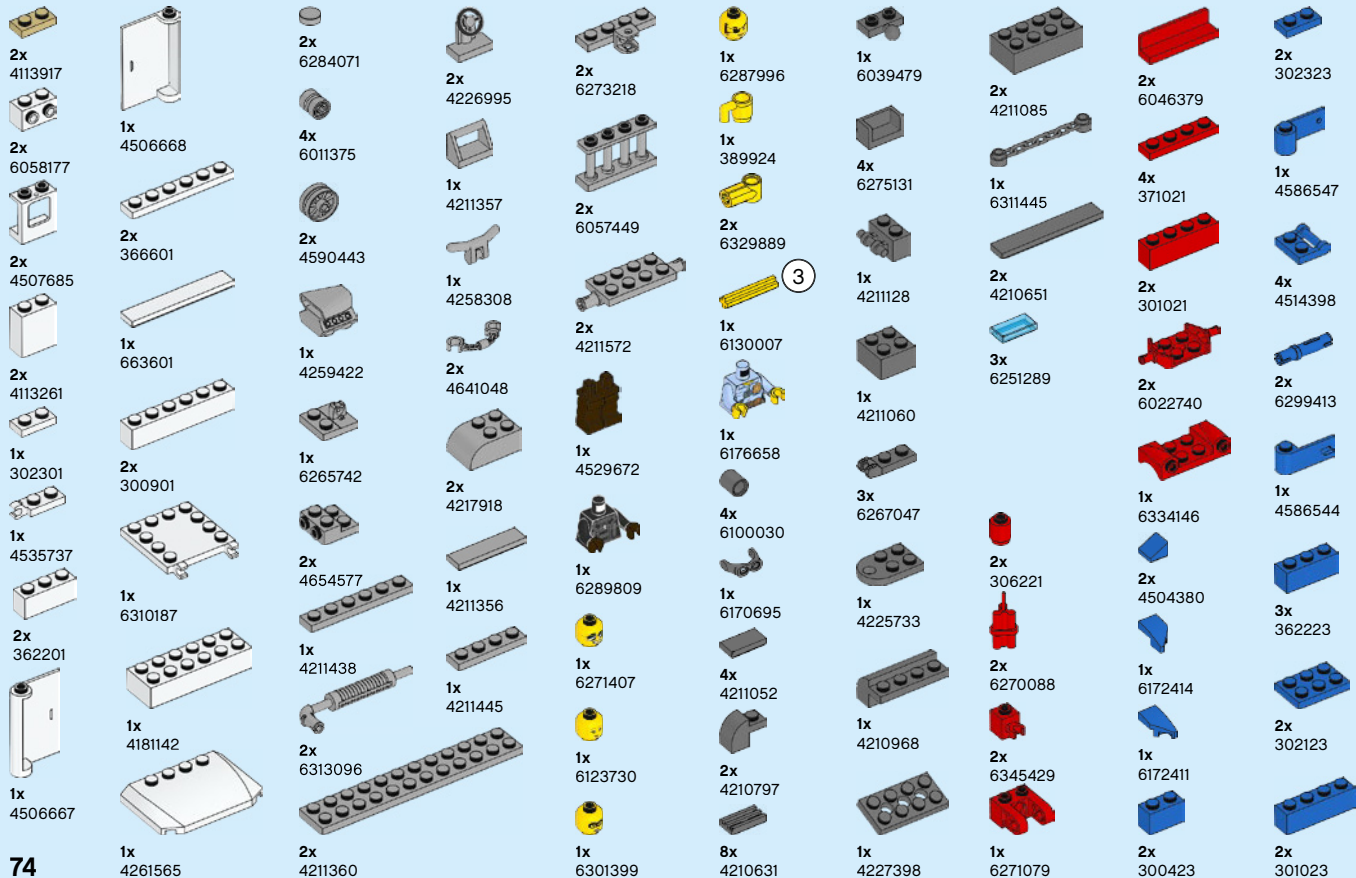 2x
4113917
2x
6058177
2x
4507685
2x
4113261
1x
302301
1x
4535737
2x
362201
1x
4506667
74
1x
4506668
2x
366601
1x
663601
2x
300901
1x
6310187
1x
4181142
1x
4261565
2x
6284071
4x
6011375
2x
4590443
1x
4259422
1x
6265742
2x
4654577
1x
4211438
2x
6313096
2x
4211360
2x
4226995
1x
4211357
1x
4258308
2x
4641048
2x
4217918
1x
4211356
1x
4211445
2x
6273218
2x
6057449
2x
4211572
1x
4529672
1x
6289809
1x
6271407
1x
6123730
1x
6301399
1x
6287996
1x
389924
2x
6329889
3
1x
6130007
1x
6176658
4x
6100030
1x
6170695
4x
4211052
2x
4210797
8x
4210631
1x
6039479
4x
6275131
1x
4211128
1x
4211060
3x
6267047
1x
4225733
1x
4210968
1x
4227398
2x
4211085
1x
6311445
2x
4210651
3x
6251289
2x
306221
2x
6270088
2x
6345429
1x
6271079
2x
6046379
4x
371021
2x
301021
2x
6022740
1x
6334146
2x
4504380
1x
6172414
1x
6172411
2x
300423
2x
302323
1x
4586547
4x
4514398
2x
6299413
1x
4586544
3x
362223
2x
302123
2x
301023